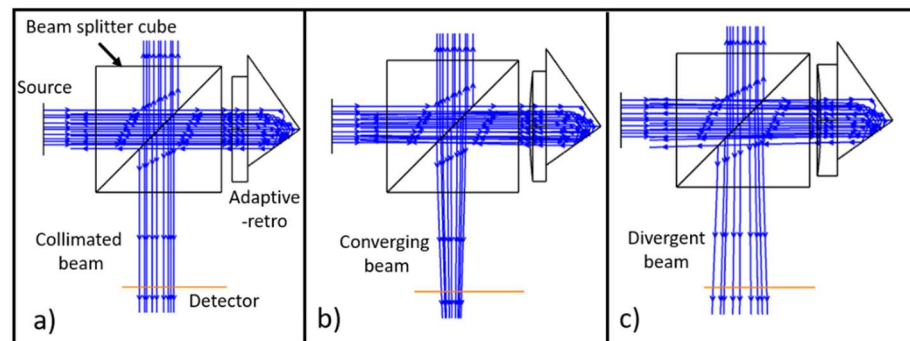 Beam splitter cube
Source
Adaptive
-retro
Collimated
beam
Detector
a)
Converging
beam
b)
Divergent
beam
c)